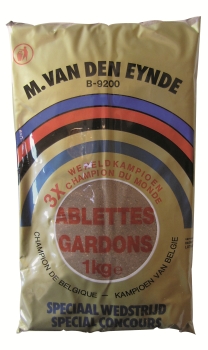 M. VAN DEN EYNDE
B-9200
WERELDKAMPIOEN
3X CHAMPION DU MONDE
ABLETTES
GARDONS
1kg e
CHAMPION DE BELGIQUE - KAMPIOEN VAN BELGIE
SPECIAAL WEDSTRIJD
SPECIAL CONCOURS